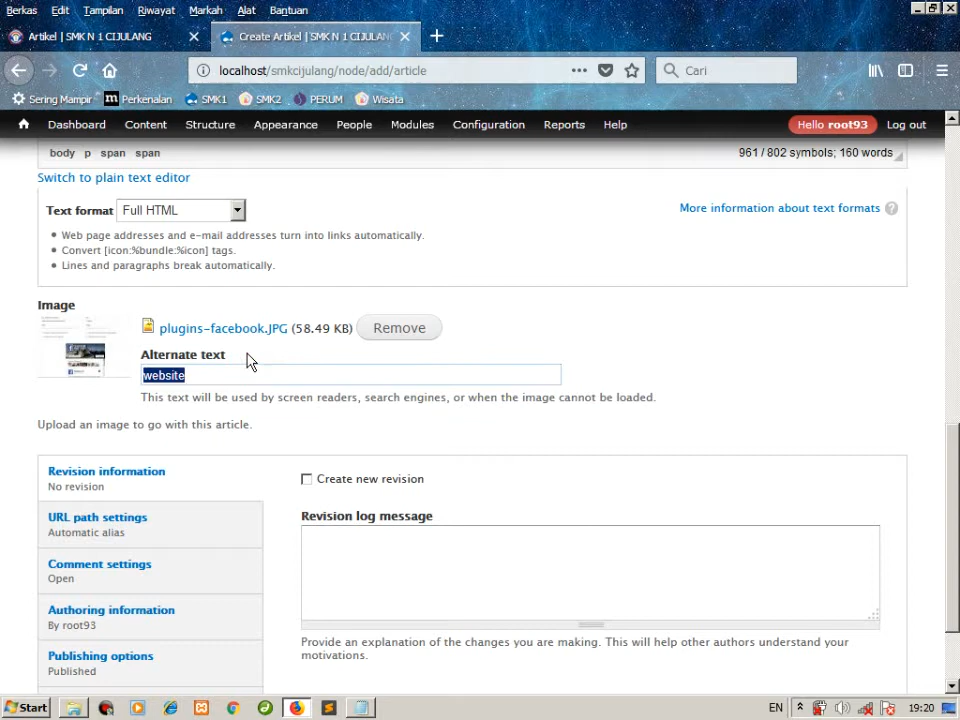 Berkas Edit Tampilan Riwayat Markah Alat Bantuan
Artikel | SMK N 1 CIJULANG Create Artikel | SMK N 1 CIJULANG
localhost/smkcijulang/node/add/article Cari
Sering Mampir m Perkenalan SMK1 SMK2 PERUM Wisata
Dashboard Content Structure Appearance People Modules Configuration Reports Help Hello root93 Log out
body p span span 961 / 802 symbols; 160 words
Switch to plain text editor
Text format Full HTML More information about text formats ?
Web page addresses and e-mail addresses turn into links automatically.
Convert [icon:%bundle:%icon] tags.
Lines and paragraphs break automatically.
Image
plugins-facebook.JPG (58.49 KB) Remove
Alternate text
website
This text will be used by screen readers, search engines, or when the image cannot be loaded.
Upload an image to go with this article.
Revision information
No revision
Create new revision
URL path settings
Automatic alias
Revision log message
Comment settings
Open
Authoring information
By root93
Provide an explanation of the changes you are making. This will help other authors understand your
motivations.
Publishing options
Published
Start EN 19:20